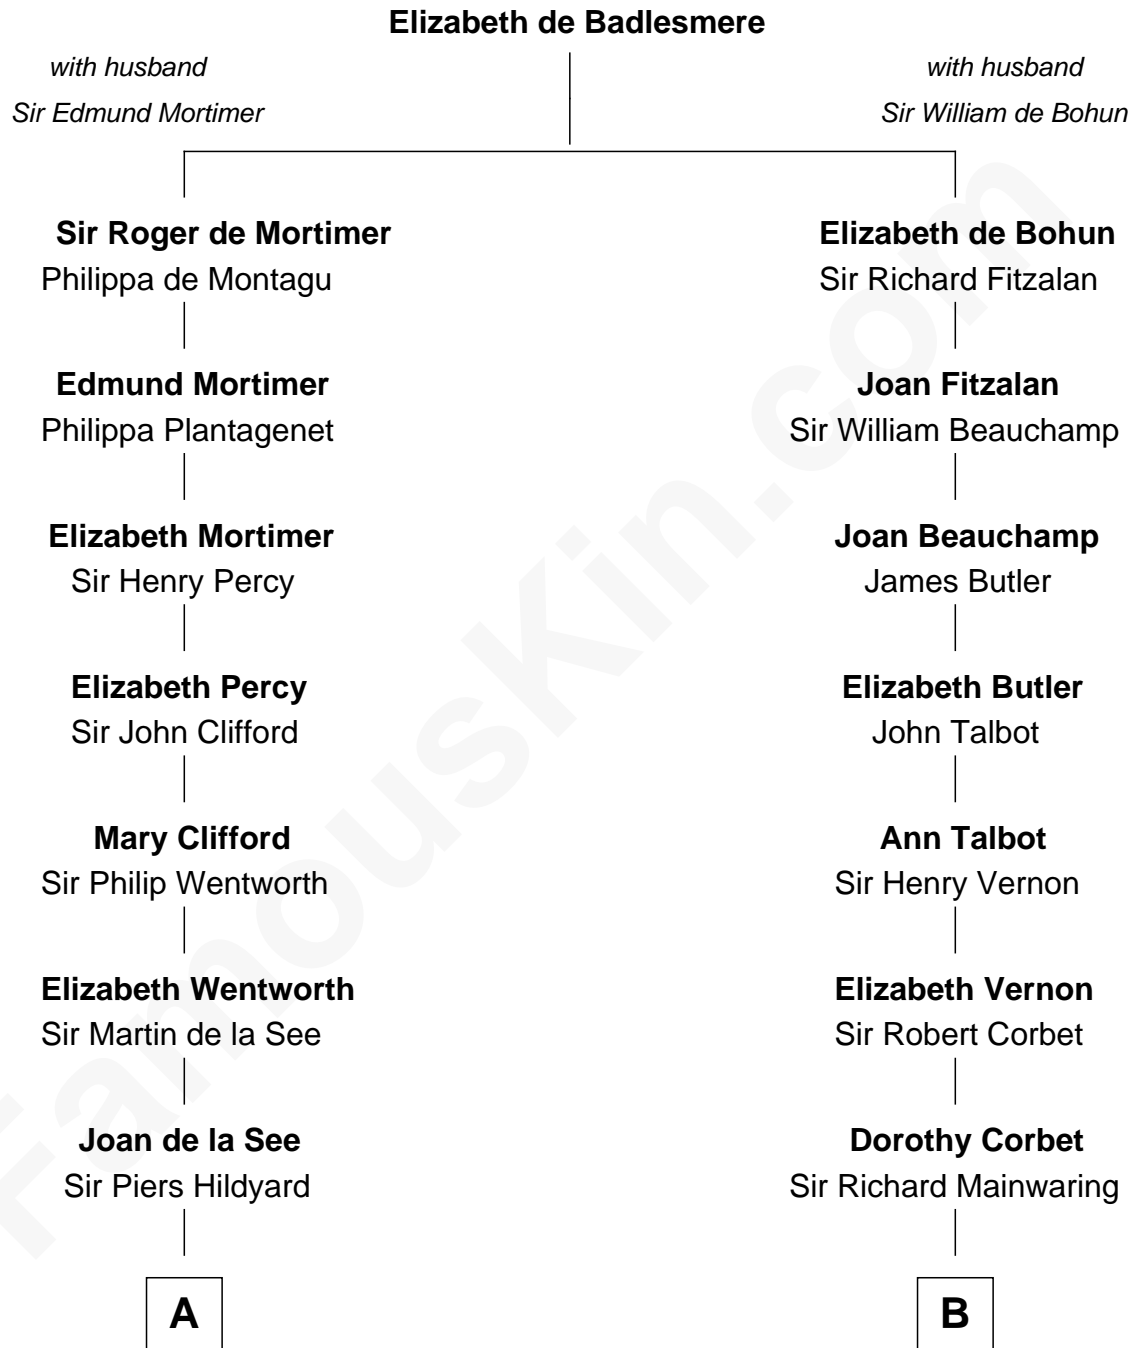 Elizabeth de Badlesmere
with husband
Sir Edmund Mortimer
with husband
Sir William de Bohun
Sir Roger de Mortimer
Philippa de Montagu
Elizabeth de Bohun
Sir Richard Fitzalan
Edmund Mortimer
Philippa Plantagenet
Joan Fitzalan
Sir William Beauchamp
Elizabeth Mortimer
Sir Henry Percy
Joan Beauchamp
James Butler
Elizabeth Percy
Sir John Clifford
Elizabeth Butler
John Talbot
Mary Clifford
Sir Philip Wentworth
Ann Talbot
Sir Henry Vernon
Elizabeth Wentworth
Sir Martin de la See
Elizabeth Vernon
Sir Robert Corbet
Joan de la See
Sir Piers Hildyard
Dorothy Corbet
Sir Richard Mainwaring
A
B
FamousKin.com